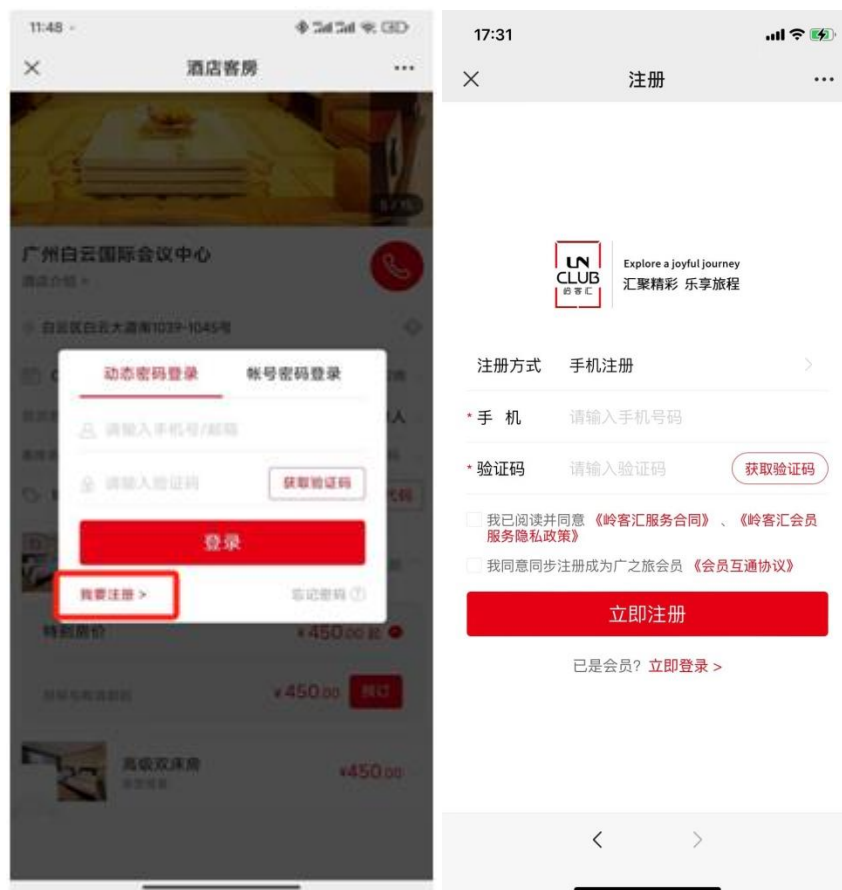 11:48
酒店客房
5/15
广州白云国际会议中心
酒店介绍 >
白云区白云大道南1039-1045号
动态密码登录
帐号密码登录
请输入手机号/邮箱
请输入验证码
获取验证码
登录
我要注册 >
忘记密码
特别房价
¥450.00 起
¥450.00
预订
高级双床房
¥450.00
17:31
注册
LN
CLUB
岭客汇
Explore a joyful journey
汇聚精彩 乐享旅程
注册方式 手机注册
* 手 机 请输入手机号码
* 验证码 请输入验证码 获取验证码
我已阅读并同意 《岭客汇服务合同》 、 《岭客汇会员
服务隐私政策》
我同意同步注册成为广之旅会员 《会员互通协议》
立即注册
已是会员? 立即登录 >